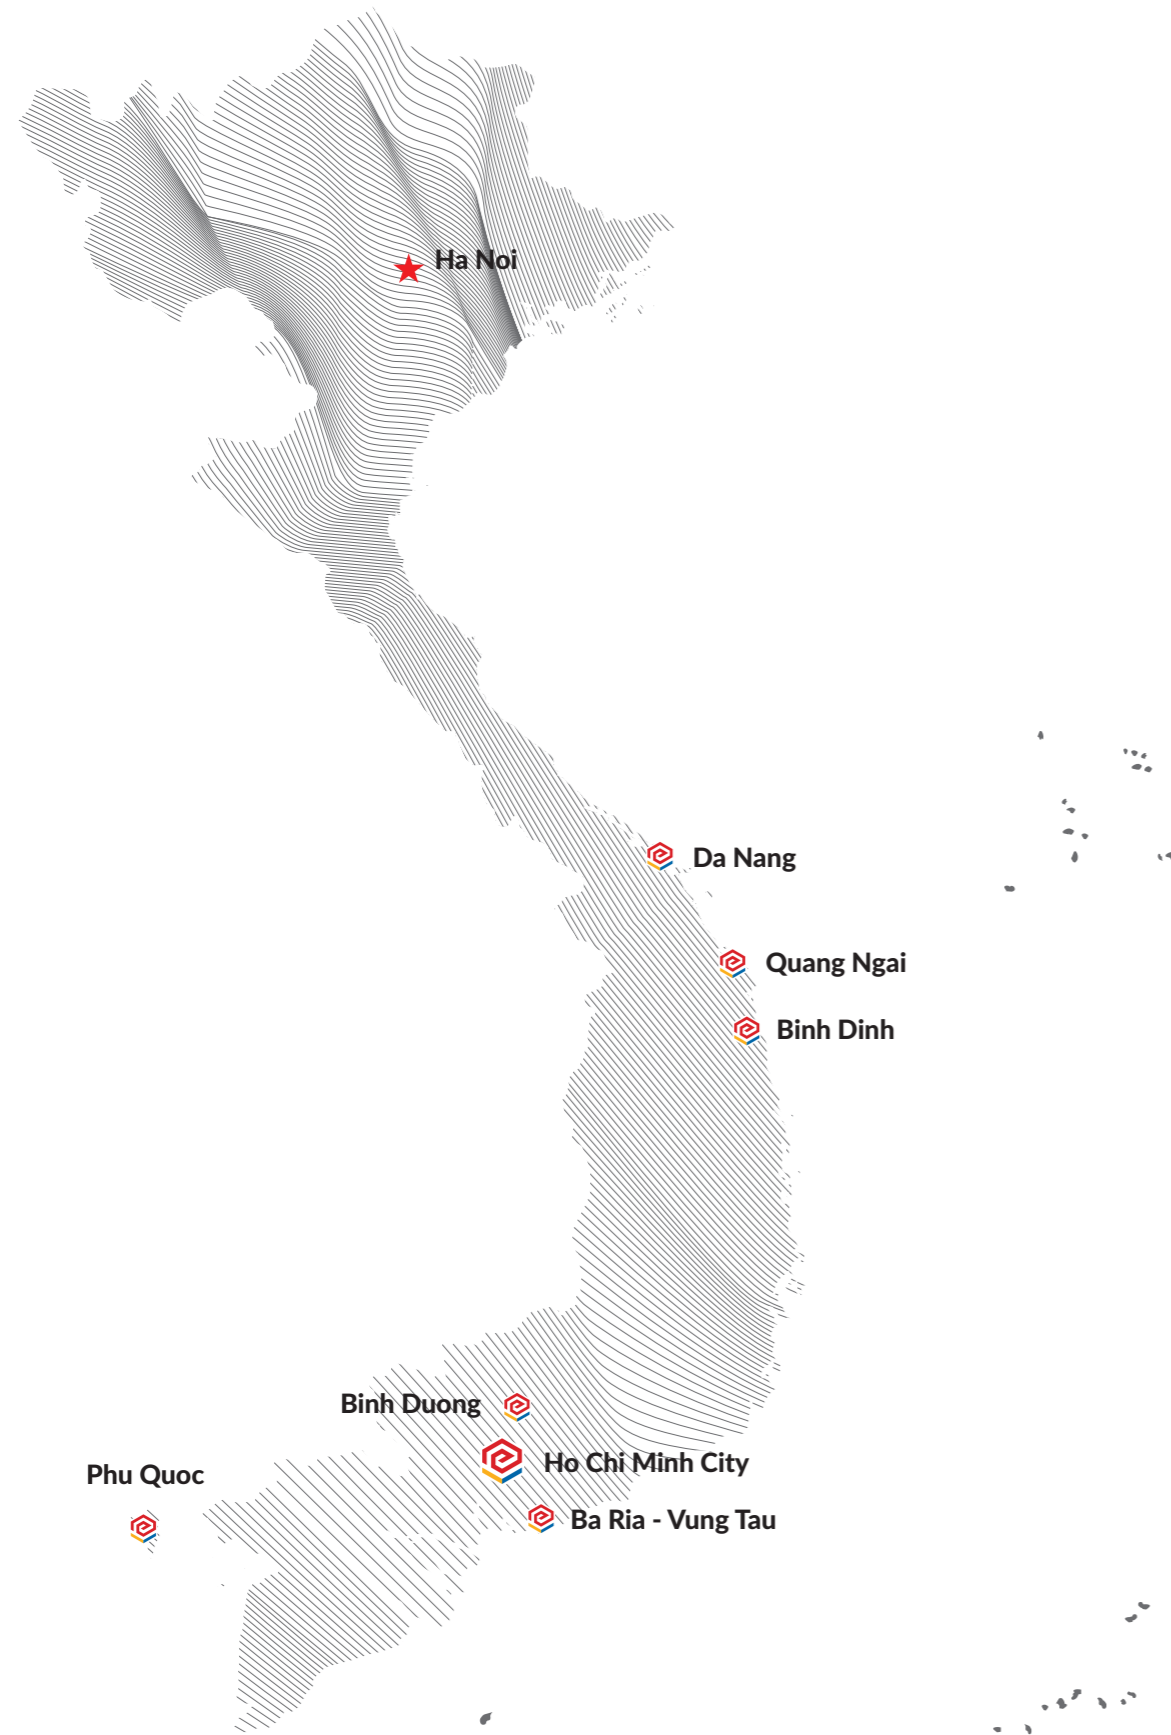 Ha Noi
Da Nang
Quang Ngai
Binh Dinh
Binh Duong
Ho Chi Minh City
Phu Quoc
Ba Ria - Vung Tau